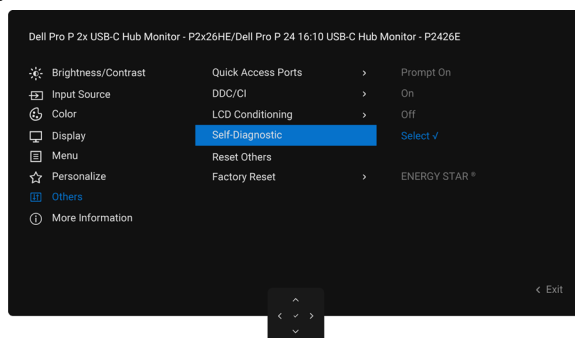 Dell Pro P 2x USB-C Hub Monitor - P2x26HE/Dell Pro P 24 16:10 USB-C Hub Monitor - P2426E
Brightness/Contrast Quick Access Ports > Prompt On
Input Source DDC/CI > On
Color LCD Conditioning > Off
Display Self-Diagnostic Select ✓
Menu Reset Others
Personalize Factory Reset > ENERGY STAR ®
Others
More Information
< Exit